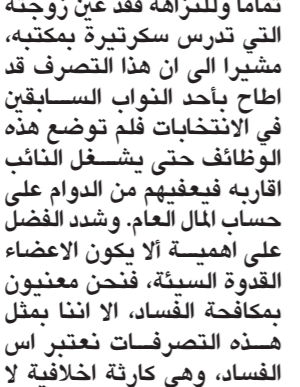 تماما وللنزاهة فقد عين زوجته
التي تدرس سكرتيرة بمكتبه،
مشيرا الى ان هذا التصرف قد
اطاح بأحد النواب السابقين
في الانتخابات فلم توضع هذه
الوظائف حتى يشغل النائب
اقاربه فيعفيهم من الدوام على
حساب المال العام. وشدد الفضل
على اهمية ألا يكون الاعضاء
القدوة السيئة، فنحن معنيون
بمكافحة الفساد، الا اننا بمثل
هذه التصرفات نعتبر اس
الفساد، وهي كارثة اخلاقية لا